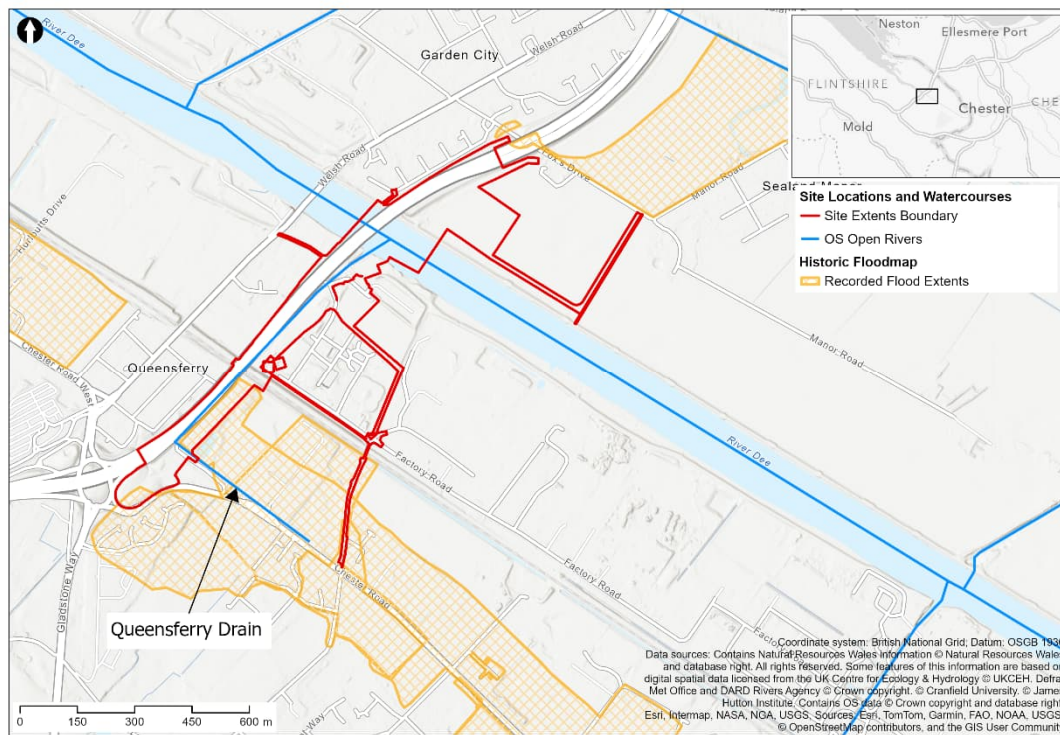 River Dee
Garden City
Welsh Road
Welsh Road
Fox's Drive
Manor Road
Sealand Manor
Hurlbutts Drive
Queensferry
Chester Road West
Manor Road
River Dee
Factory Road
Factory Road
Gladstone Way
Chester Road
Queensferry Drain
Neston
Ellesmere Port
FLINTSHIRE
Chester
Mold
Site Locations and Watercourses
Site Extents Boundary
OS Open Rivers
Historic Floodmap
Recorded Flood Extents
0 150 300 450 600 m
Coordinate system: British National Grid; Datum: OSGB 1936
Data sources: Contains Natural Resources Wales information © Natural Resources Wales
and database right. All rights reserved. Some features of this information are based on
digital spatial data licensed from the UK Centre for Ecology & Hydrology © UKCEH. Defra,
Met Office and DARD Rivers Agency © Crown copyright. © Cranfield University. © James
Hutton Institute. Contains OS data © Crown copyright and database right
Esri, Intermap, NASA, NGA, USGS, Sources: Esri, TomTom, Garmin, FAO, NOAA, USGS,
© OpenStreetMap contributors, and the GIS User Community